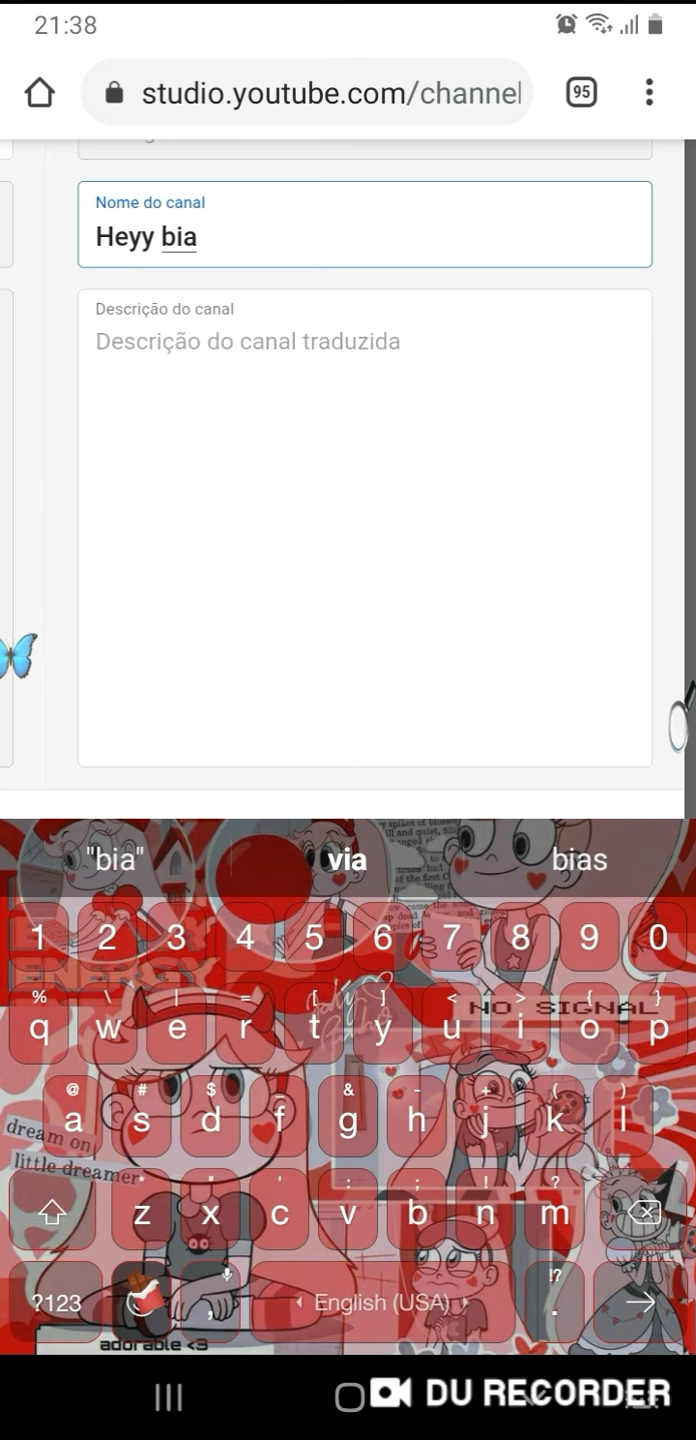 21:38
studio.youtube.com/channel
95
Nome do canal
Heyy bia
Descrição do canal
Descrição do canal traduzida
"bia" via bias
1 2 3 4 5 6 7 8 9 0
% \ | = [ ] < > { }
q w e r t y u i o p
NO SIGNAL
@ # $ _ & - + ( )
a s d f g h j k l
dream on
little dreamer
* " ' : ; ! ?
z x c v b n m
?123 , English (USA) . !?
adorable <3
DU RECORDER